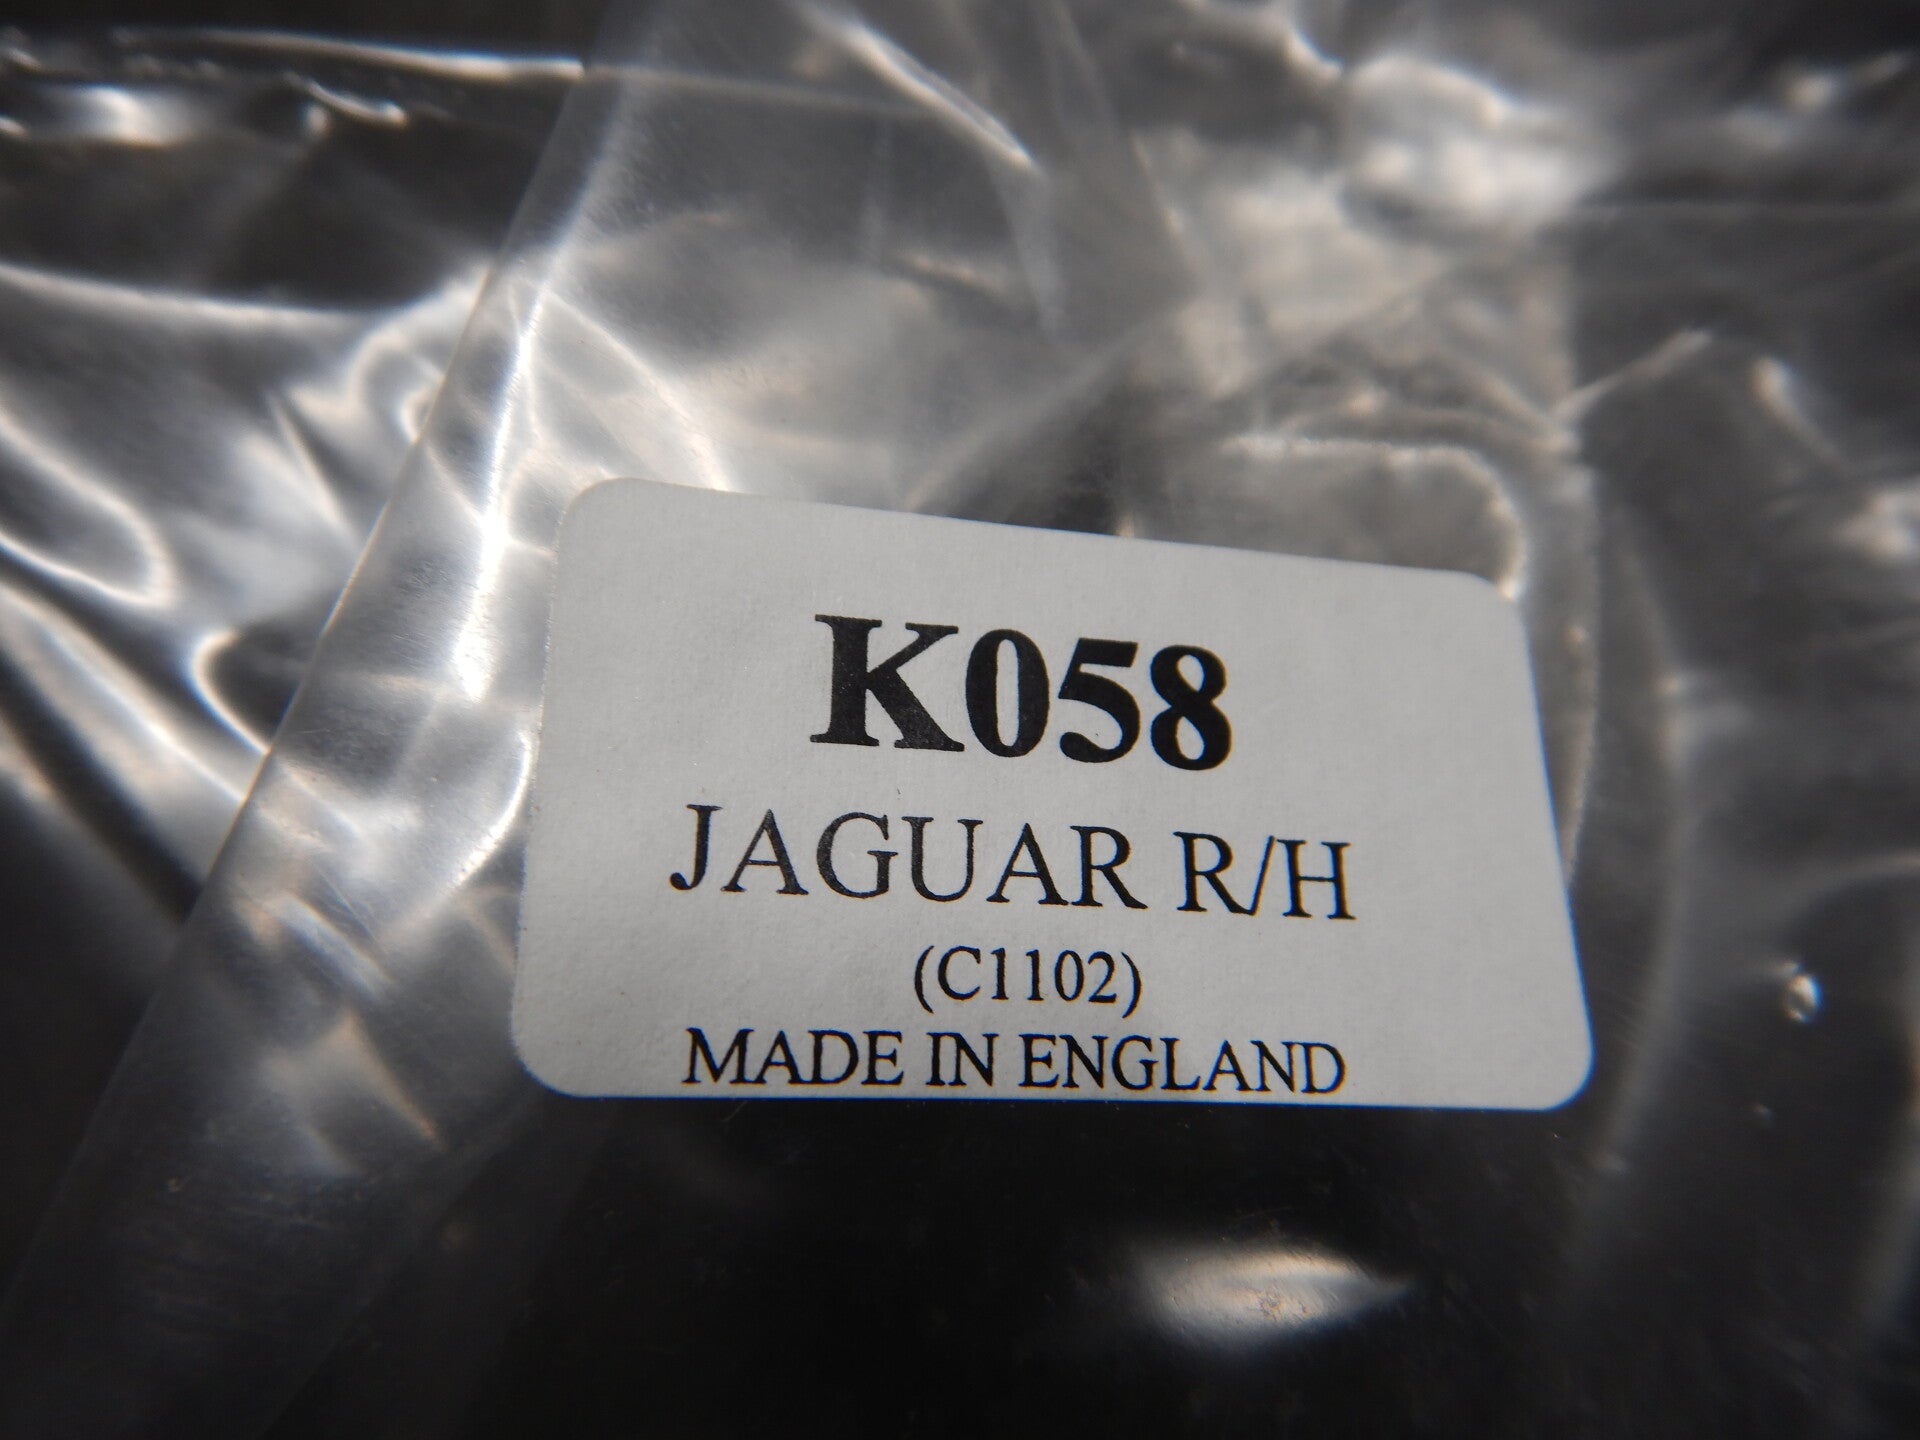 K058
JAGUAR R/H
(C1102)
MADE IN ENGLAND